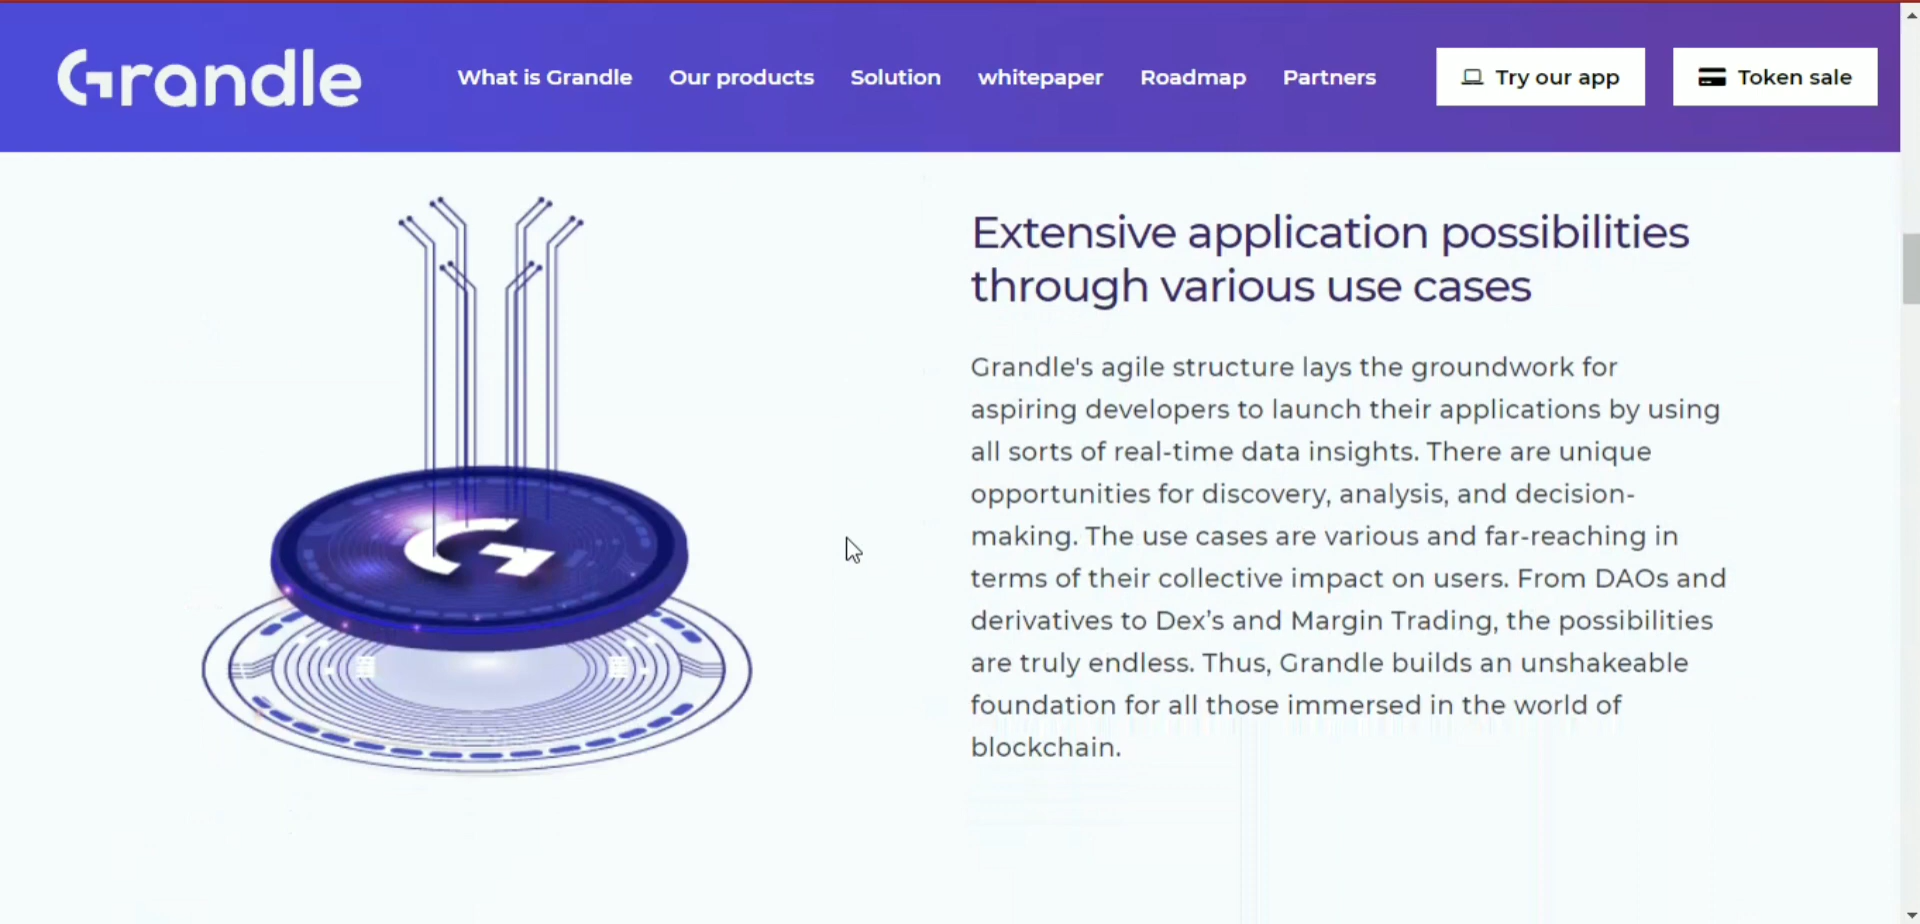 Grandle
What is Grandle
Our products
Solution
whitepaper
Roadmap
Partners
Try our app
Token sale
Extensive application possibilities
through various use cases
Grandle's agile structure lays the groundwork for
aspiring developers to launch their applications by using
all sorts of real-time data insights. There are unique
opportunities for discovery, analysis, and decision-
making. The use cases are various and far-reaching in
terms of their collective impact on users. From DAOs and
derivatives to Dex’s and Margin Trading, the possibilities
are truly endless. Thus, Grandle builds an unshakeable
foundation for all those immersed in the world of
blockchain.